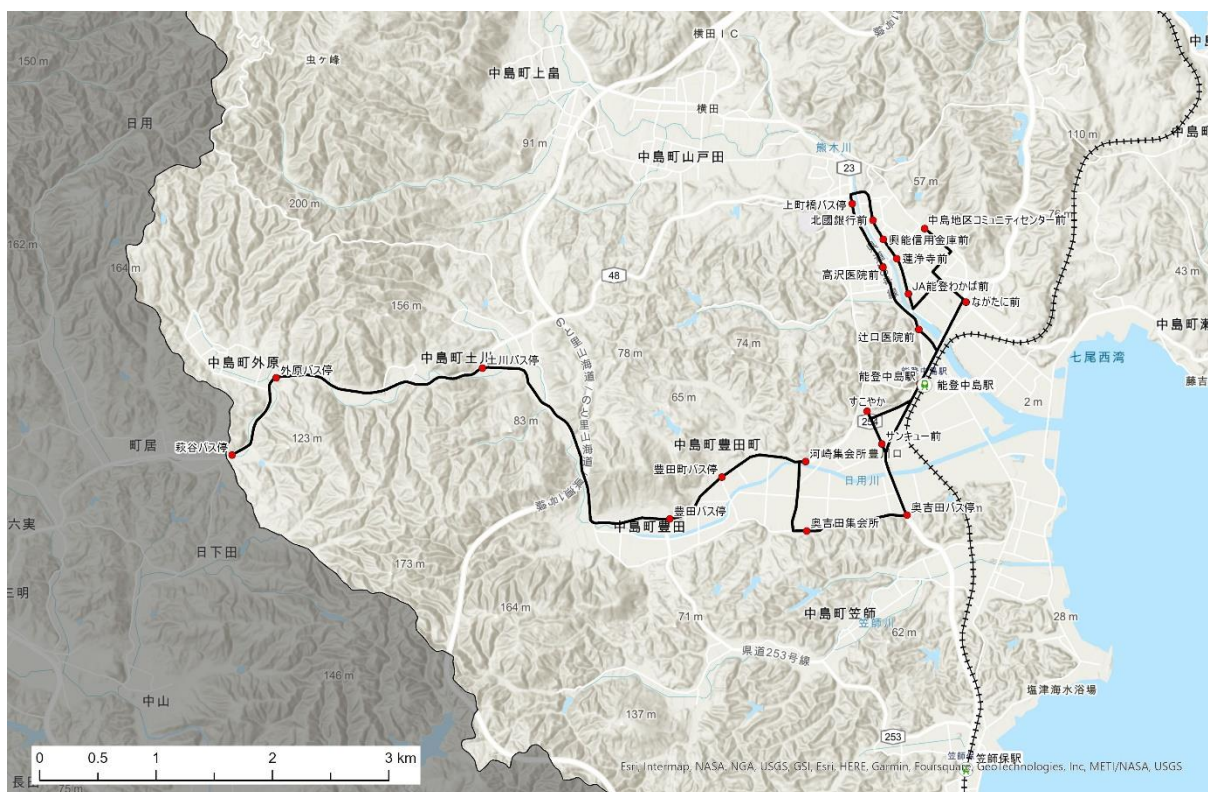 横田ＩＣ
虫ヶ峰
150 m
中島町上畠
日用
横田
110 m
91 m
熊木川
中島町山戸田
23
57 m
200 m
上町橋バス停
中島地区コミュニティセンター前
北國銀行前
162 m
興能信用金庫前
164 m
蓮浄寺前
高沢医院前
43 m
48
JA能登わかば前
ながたに前
156 m
辻口医院前
78 m
74 m
七尾西湾
中島町外原
中島町土川
土川バス停
外原バス停
のと里山海道
能登中島駅
能登中島駅
藤吉
2 m
65 m
すこやか
254
83 m
123 m
町居
萩谷バス停
サンキュー前
中島町豊田町
河崎集会所豊川口
豊田町バス停
日用川
豊田バス停
奥吉田バス停
六実
中島町豊田
奥吉田集会所
日下田
173 m
三明
164 m
71 m
中島町笠師
笠師川
62 m
28 m
県道253号線
146 m
中山
塩津海水浴場
137 m
253
笠師保駅
0 0.5 1 2 3 km
長田
75 m
Esri, Intermap, NASA, NGA, USGS, GSI, Esri, HERE, Garmin, Foursquare, GeoTechnologies, Inc, METI/NASA, USGS